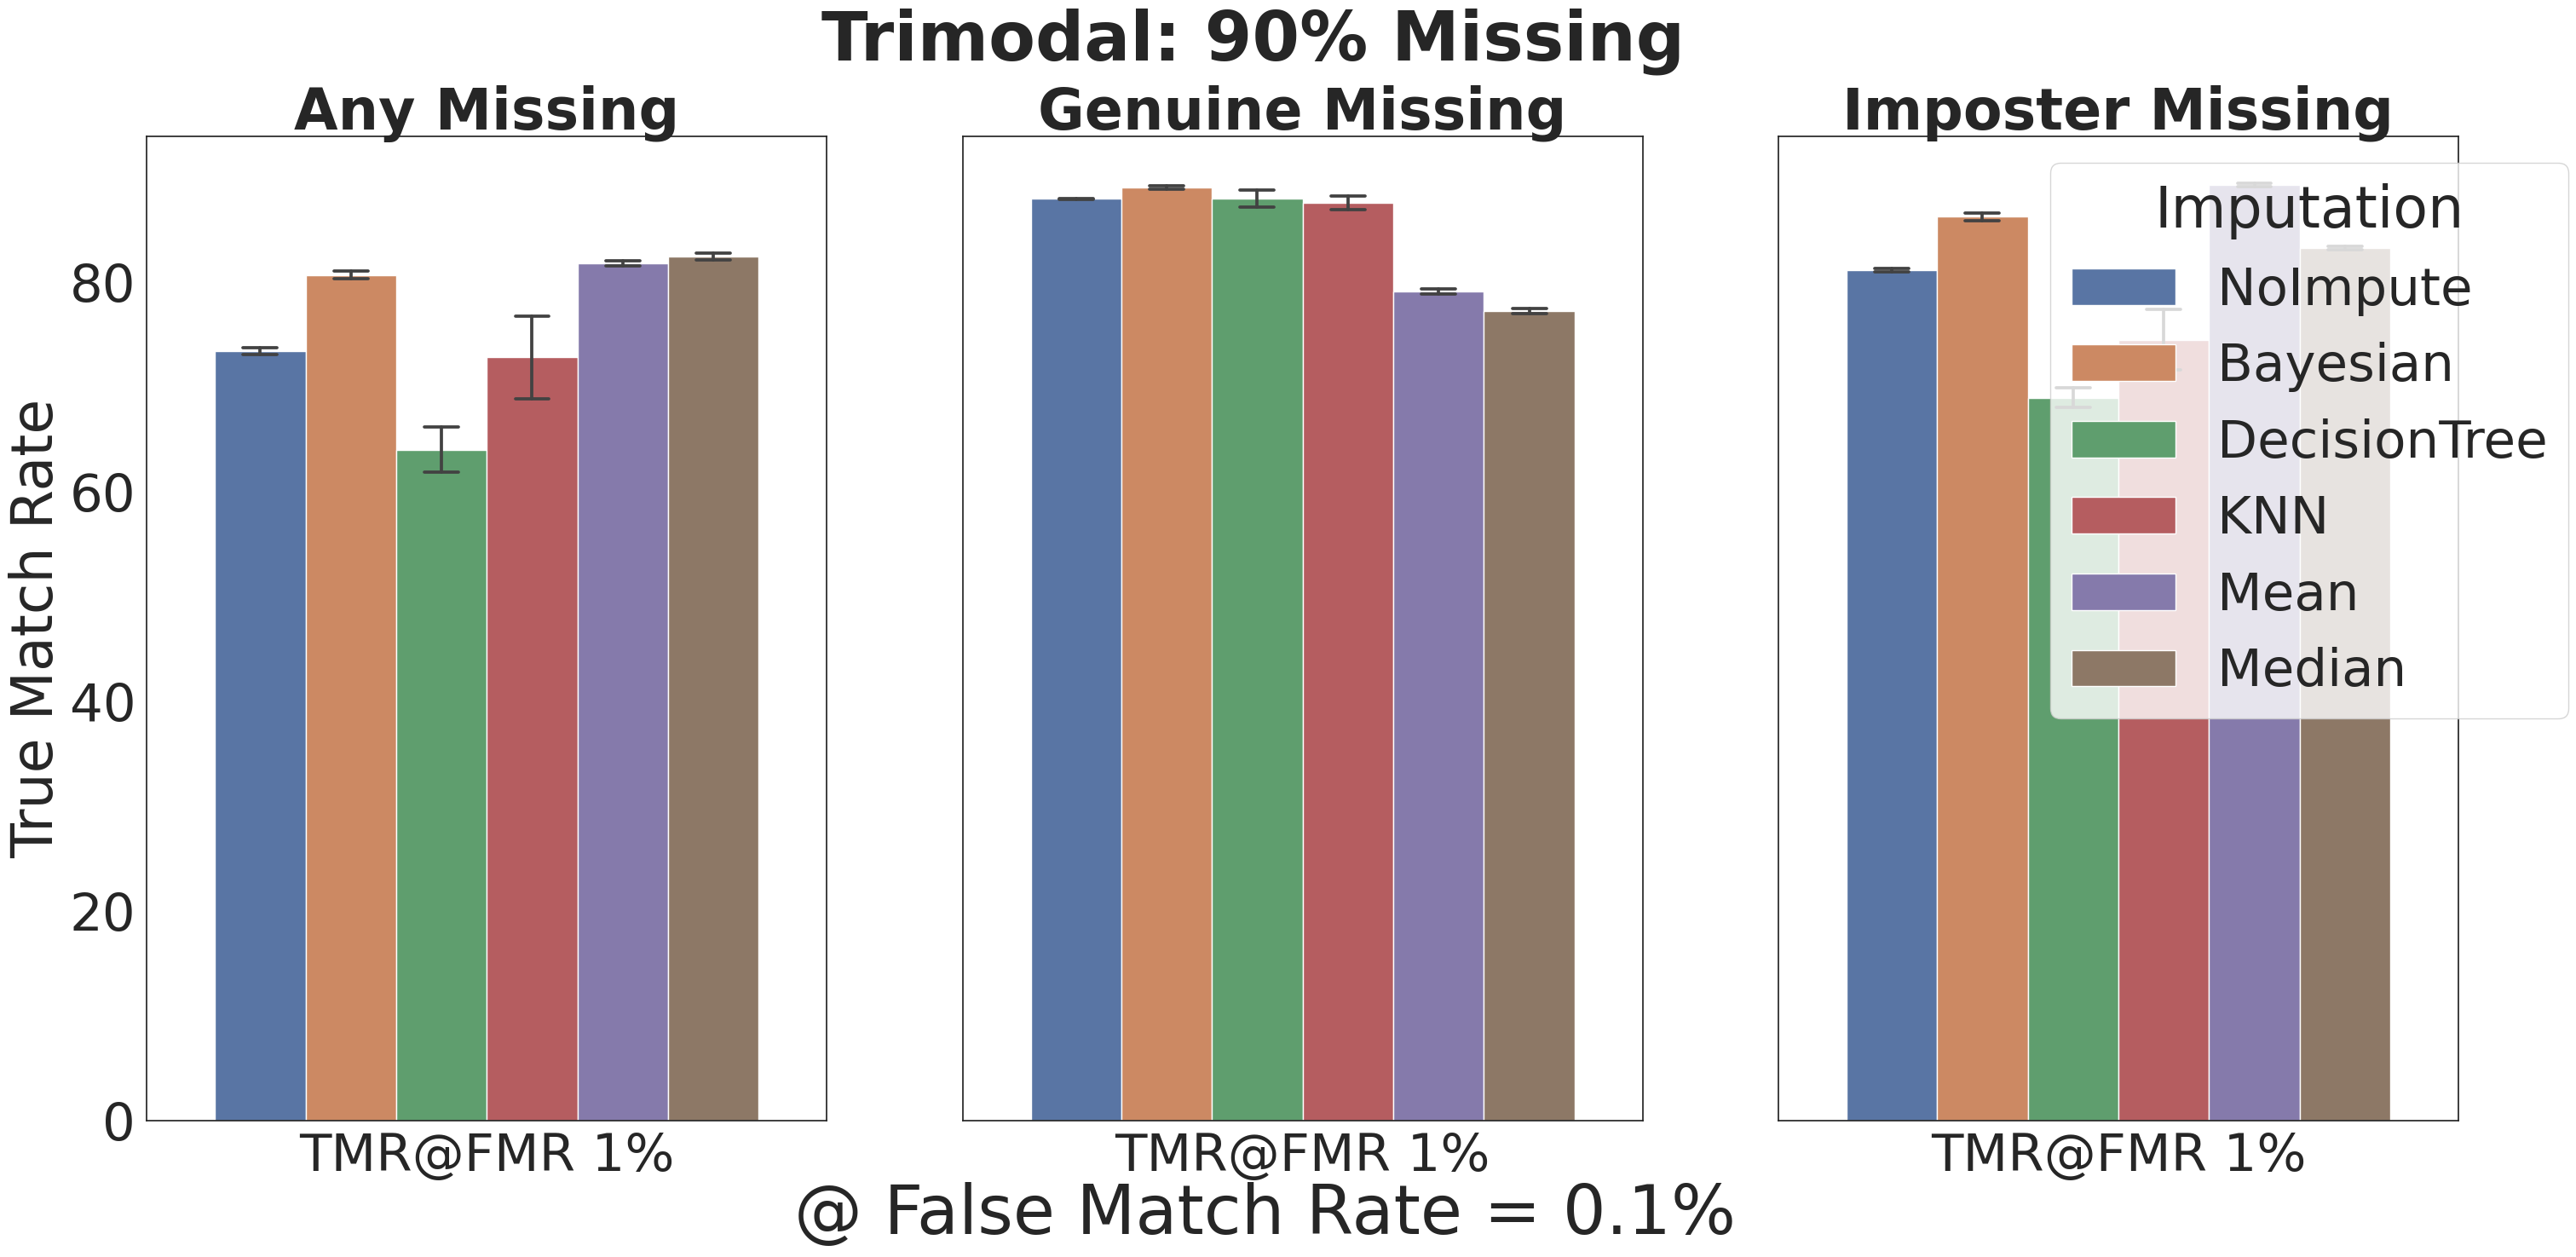 Trimodal: 90% Missing
Any Missing
Genuine Missing
Imposter Missing
True Match Rate
80
60
40
20
0
Imputation
NoImpute
Bayesian
DecisionTree
KNN
Mean
Median
TMR@FMR 1%
TMR@FMR 1%
TMR@FMR 1%
@ False Match Rate = 0.1%